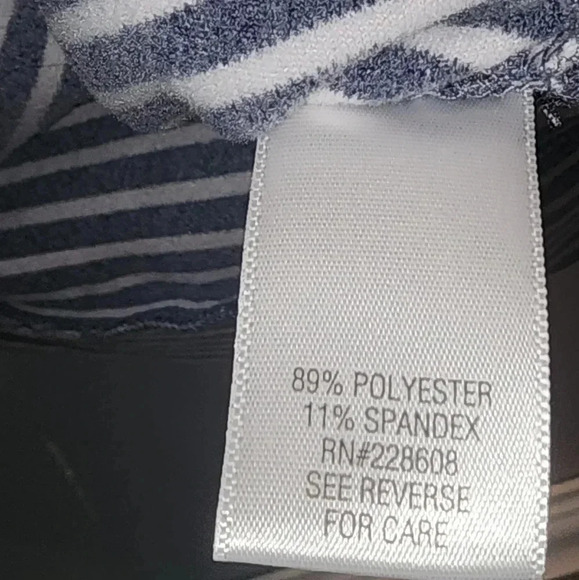 89% POLYESTER
11% SPANDEX
RN#228608
SEE REVERSE
FOR CARE